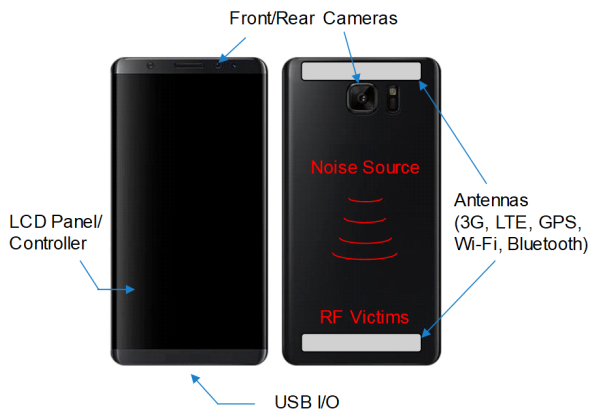 Front/Rear Cameras
Noise Source
LCD Panel/
Controller
Antennas
(3G, LTE, GPS,
Wi-Fi, Bluetooth)
RF Victims
USB I/O